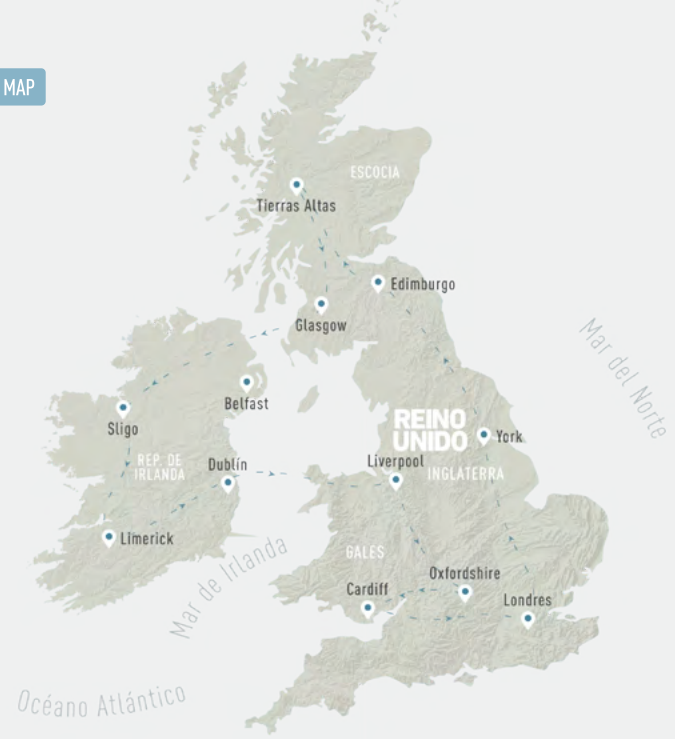 MAP
ESCOCIA
Tierras Altas
Edimburgo
Glasgow
Mar del Norte
Belfast
Sligo
REINO
UNIDO
York
REP. DE
IRLANDA
Dublín
Liverpool
INGLATERRA
Limerick
Mar de Irlanda
GALES
Oxfordshire
Cardiff
Londres
Océano Atlántico